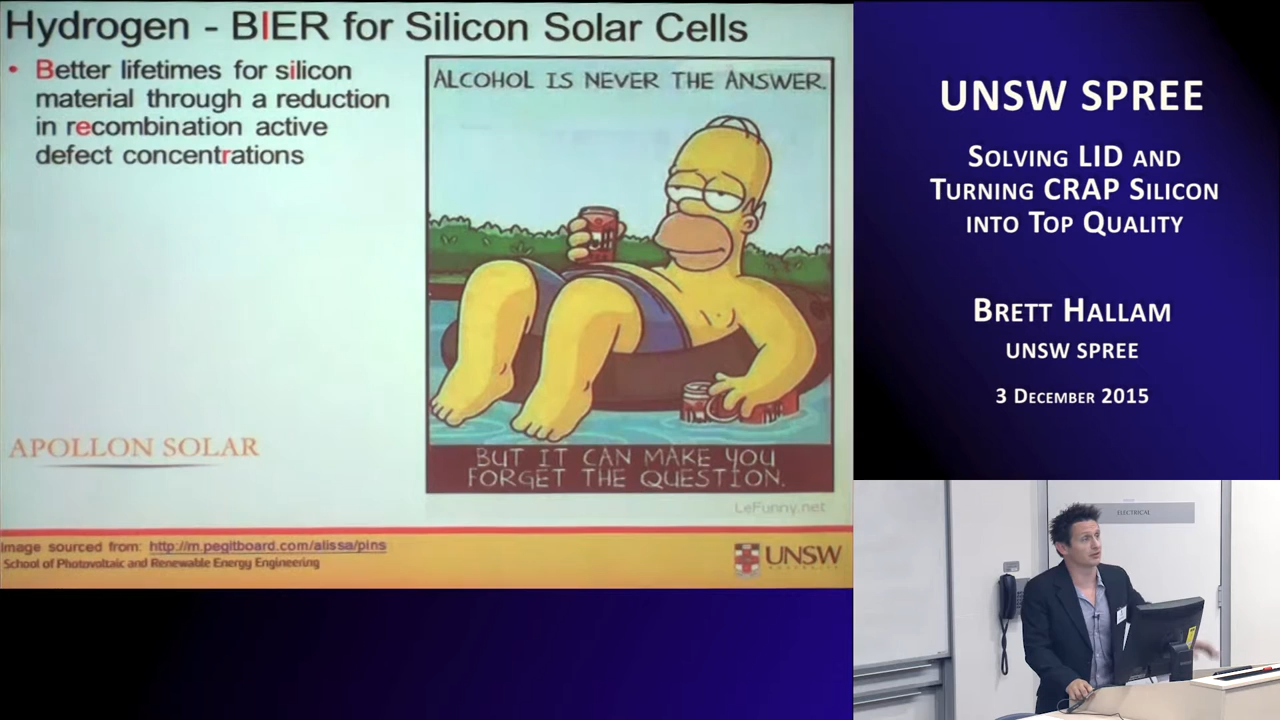 Hydrogen - BIER for Silicon Solar Cells
• Better lifetimes for silicon
material through a reduction
in recombination active
defect concentrations
ALCOHOL IS NEVER THE ANSWER.
BUT IT CAN MAKE YOU
FORGET THE QUESTION.
LeFunny.net
APOLLON SOLAR
Image sourced from: http://m.pegitboard.com/alissa/pins
School of Photovoltaic and Renewable Energy Engineering
UNSW
UNSW SPREE
SOLVING LID AND
TURNING CRAP SILICON
INTO TOP QUALITY
BRETT HALLAM
UNSW SPREE
3 DECEMBER 2015
ELECTRICAL